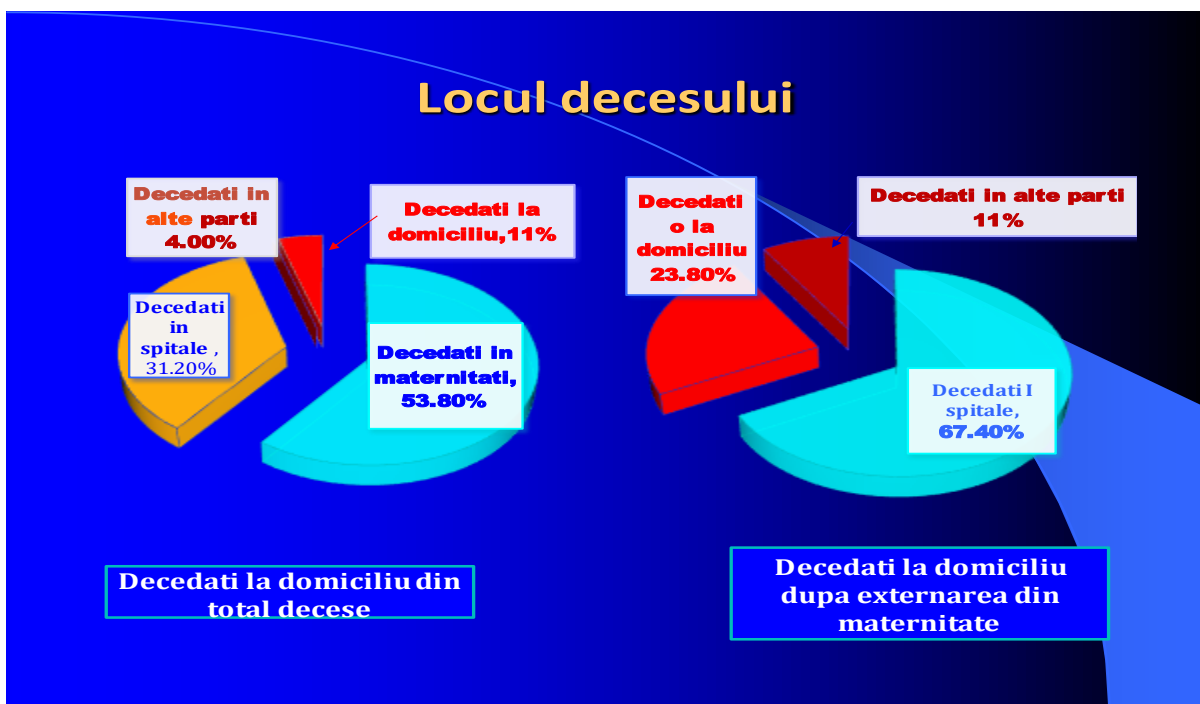 Locul decesului
Decedati in
alte parti
4.00%
Decedati la
domiciliu,11%
Decedati
in
spitale ,
31.20%
Decedati in
maternitati,
53.80%
Decedati la domiciliu din
total decese
Decedati
o la
domiciliu
23.80%
Decedati in alte parti
11%
Decedati I
spitale,
67.40%
Decedati la domiciliu
dupa externarea din
maternitate